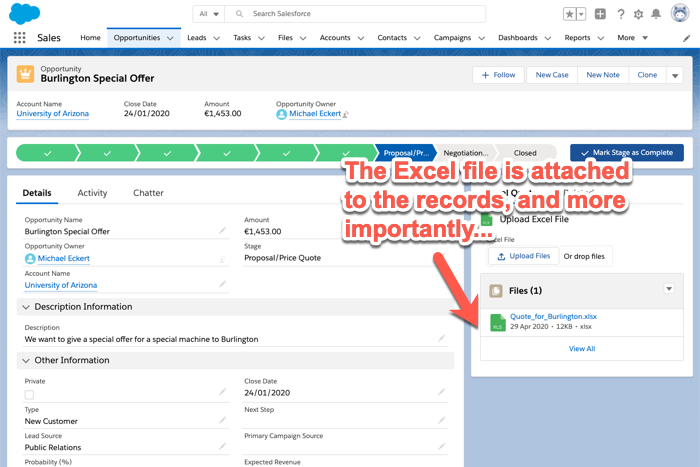 All
Search Salesforce
Sales
Home
Opportunities
Leads
Tasks
Files
Accounts
Contacts
Campaigns
Dashboards
Reports
More
Opportunity
Burlington Special Offer
+ Follow
New Case
New Note
Clone
Account Name
Close Date
Amount
Opportunity Owner
University of Arizona
24/01/2020
€1,453.00
Michael Eckert
Proposal/Pr...
Negotiation...
Closed
Mark Stage as Complete
The Excel file is attached
to the records, and more
importantly...
Details
Activity
Chatter
Opportunity Name
Burlington Special Offer
Amount
€1,453.00
Opportunity Owner
Michael Eckert
Stage
Proposal/Price Quote
Account Name
University of Arizona
Description Information
Description
We want to give a special offer for a special machine to Burlington
Other Information
Private
Close Date
24/01/2020
Type
New Customer
Next Step
Lead Source
Public Relations
Primary Campaign Source
Probability (%)
Expected Revenue
Upload Excel File
Excel File
Upload Files
Or drop files
Files (1)
XLS
Quote_for_Burlington.xlsx
29 Apr 2020 • 12KB • xlsx
View All